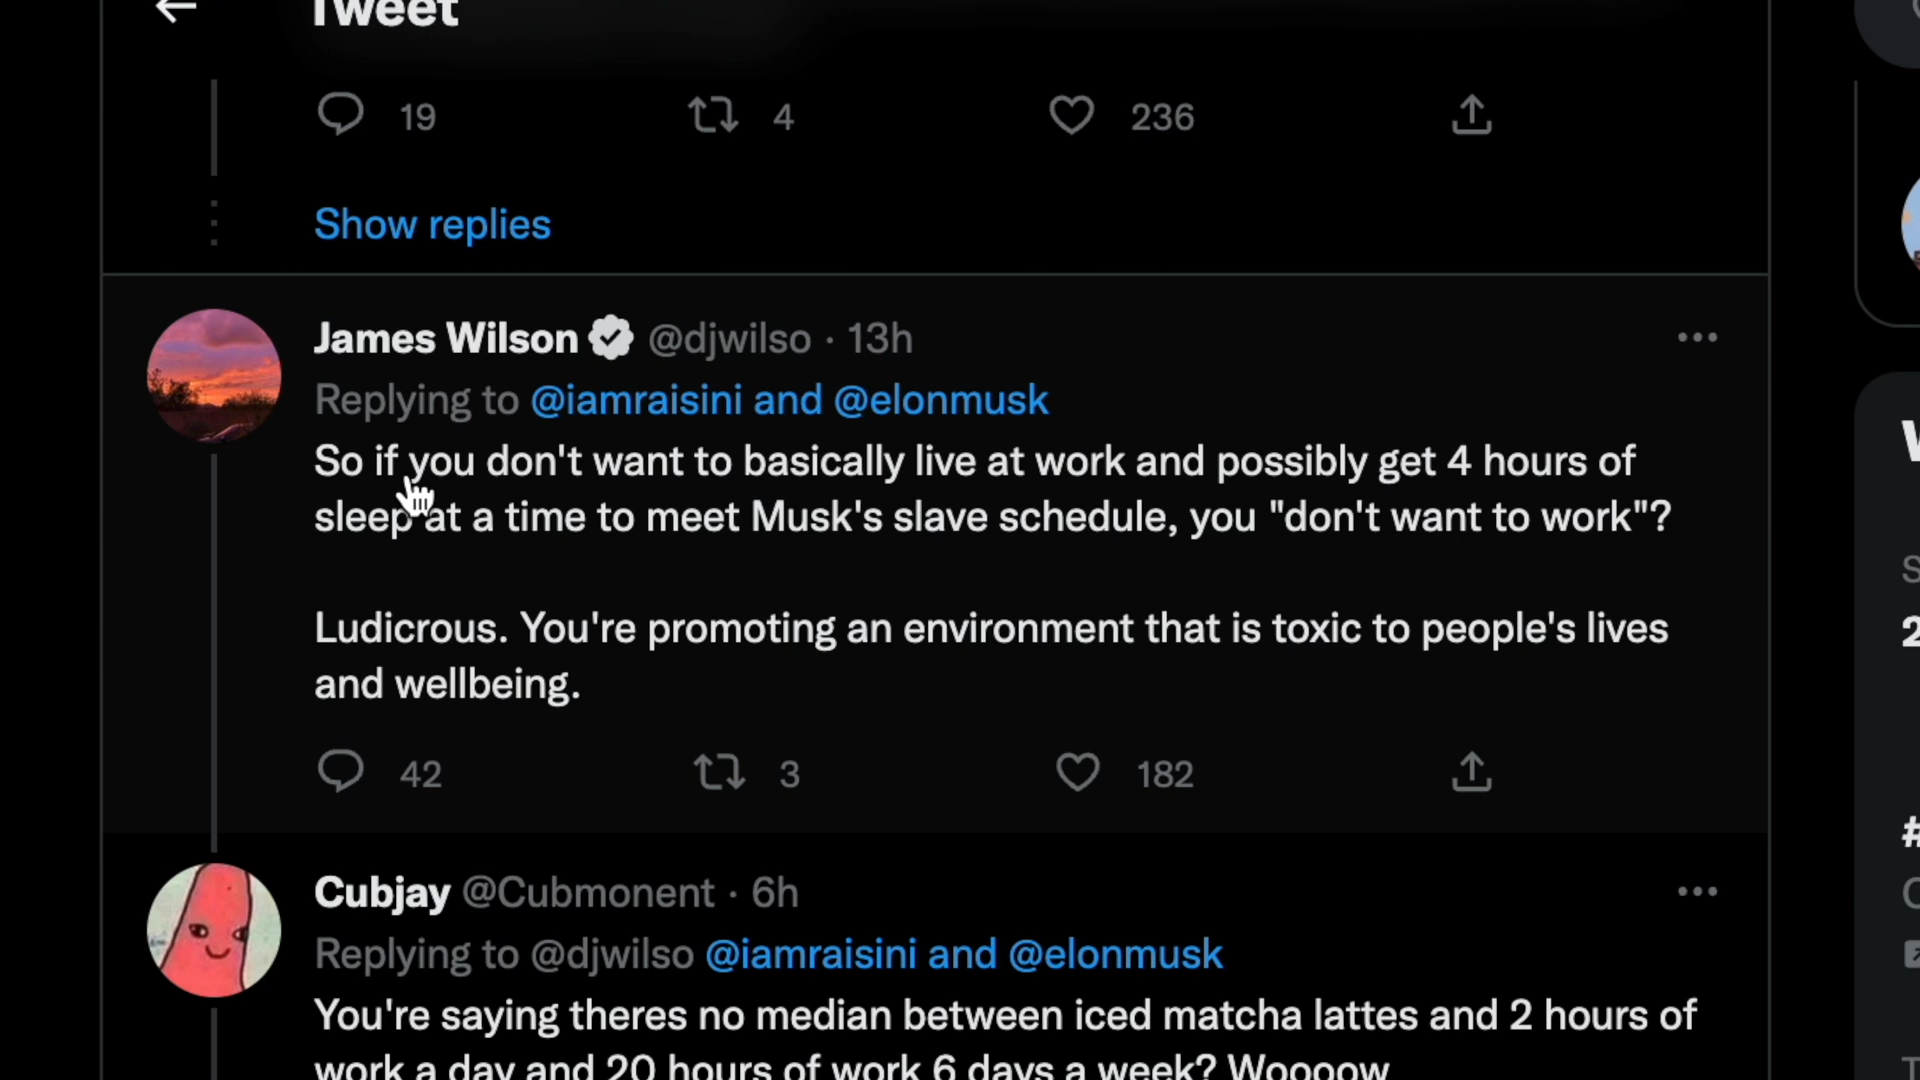 Tweet
19 4 236
Show replies
James Wilson @djwilso · 13h
Replying to @iamraisini and @elonmusk
So if you don't want to basically live at work and possibly get 4 hours of
sleep at a time to meet Musk's slave schedule, you "don't want to work"?
Ludicrous. You're promoting an environment that is toxic to people's lives
and wellbeing.
42 3 182
Cubjay @Cubmonent · 6h
Replying to @djwilso @iamraisini and @elonmusk
You're saying theres no median between iced matcha lattes and 2 hours of
work a day and 20 hours of work 6 days a week? Woooow